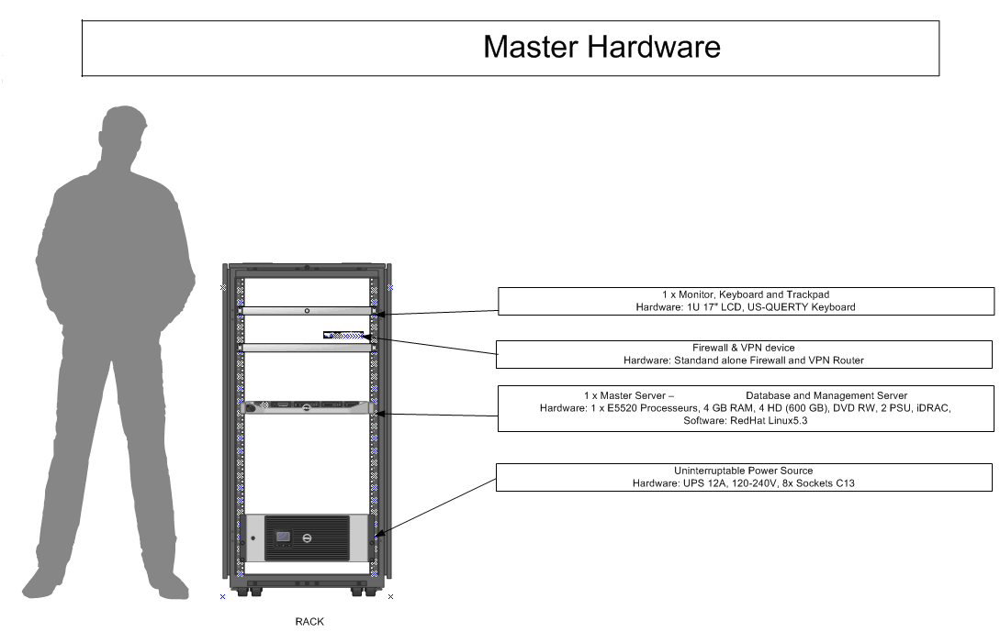 Master Hardware
1 x Monitor, Keyboard and Trackpad
Hardware: 1U 17" LCD, US-QUERTY Keyboard
Firewall & VPN device
Hardware: Standand alone Firewall and VPN Router
1 x Master Server – Database and Management Server
Hardware: 1 x E5520 Processeurs, 4 GB RAM, 4 HD (600 GB), DVD RW, 2 PSU, iDRAC,
Software: RedHat Linux5.3
Uninterruptable Power Source
Hardware: UPS 12A, 120-240V, 8x Sockets C13
RACK